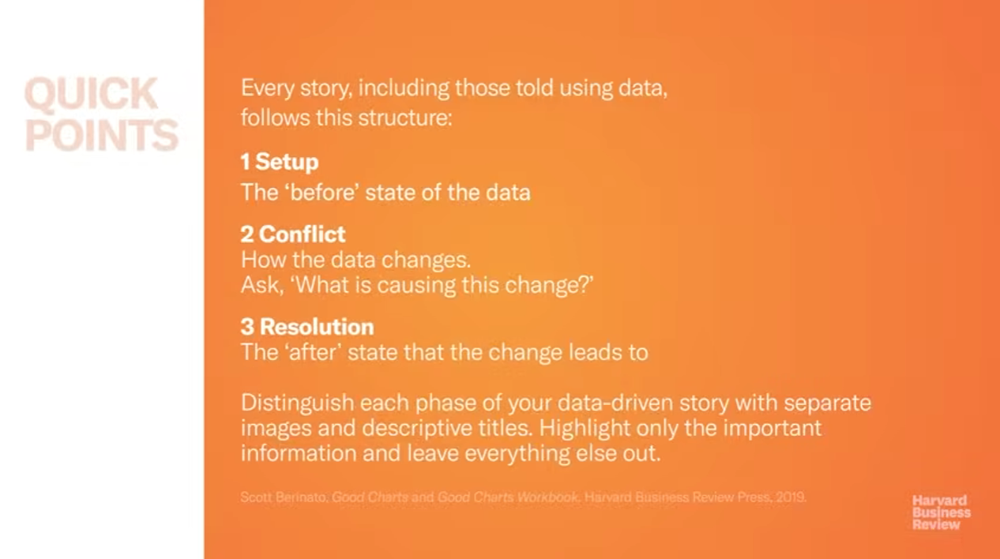 QUICK
POINTS
Every story, including those told using data,
follows this structure:
1 Setup
The ‘before’ state of the data
2 Conflict
How the data changes.
Ask, ‘What is causing this change?’
3 Resolution
The ‘after’ state that the change leads to
Distinguish each phase of your data-driven story with separate
images and descriptive titles. Highlight only the important
information and leave everything else out.
Scott Berinato, Good Charts and Good Charts Workbook. Harvard Business Review Press, 2019.
Harvard
Business
Review